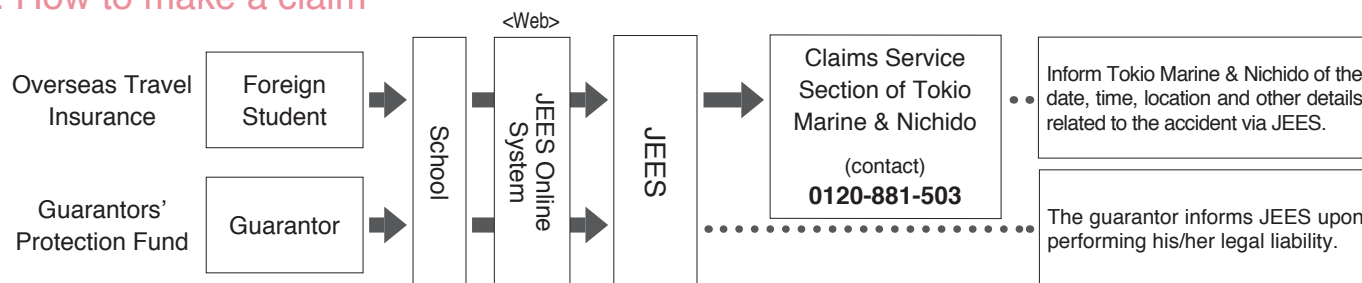 . How to make a claim
<Web>
Overseas Travel
Insurance
Foreign
Student
School
JEES Online
System
JEES
Claims Service
Section of Tokio
Marine & Nichido
(contact)
0120-881-503
Inform Tokio Marine & Nichido of the
date, time, location and other details
related to the accident via JEES.
Guarantors'
Protection Fund
Guarantor
The guarantor informs JEES upon
performing his/her legal liability.